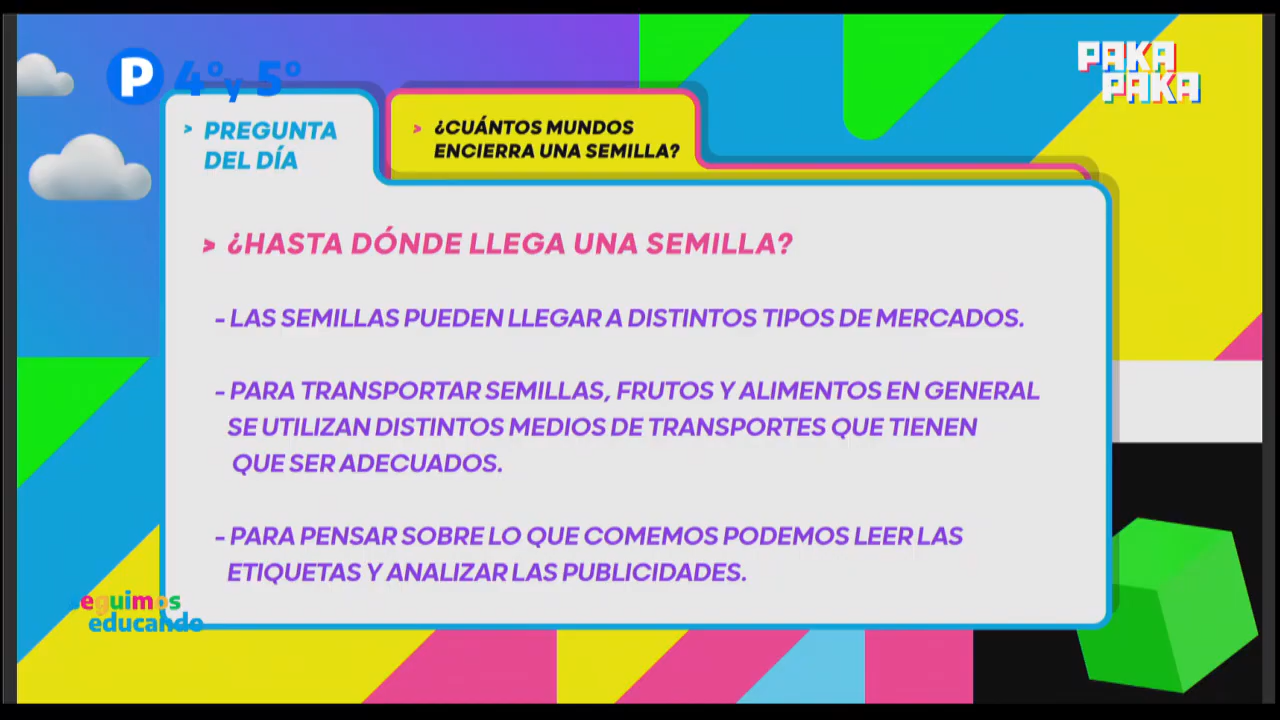 P 4° y 5°
PAKA
PAKA
> PREGUNTA
DEL DÍA
> ¿CUÁNTOS MUNDOS
ENCIERRA UNA SEMILLA?
> ¿HASTA DÓNDE LLEGA UNA SEMILLA?
- LAS SEMILLAS PUEDEN LLEGAR A DISTINTOS TIPOS DE MERCADOS.
- PARA TRANSPORTAR SEMILLAS, FRUTOS Y ALIMENTOS EN GENERAL
SE UTILIZAN DISTINTOS MEDIOS DE TRANSPORTES QUE TIENEN
QUE SER ADECUADOS.
- PARA PENSAR SOBRE LO QUE COMEMOS PODEMOS LEER LAS
ETIQUETAS Y ANALIZAR LAS PUBLICIDADES.
seguimos
educando